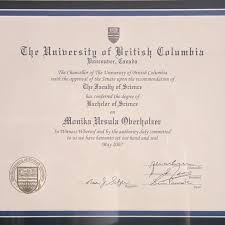 The University of British Columbia
Vancouver, Canada
The Chancellor of The University of British Columbia
with the approval of the Senate upon the recommendation of
The Faculty of Science
has conferred the degree of
Bachelor of Science
on
Monika Ursula Oberholzer
In Witness Whereof and by the authority duly committed
to us we have hereunto set our hand and seal
May 2007